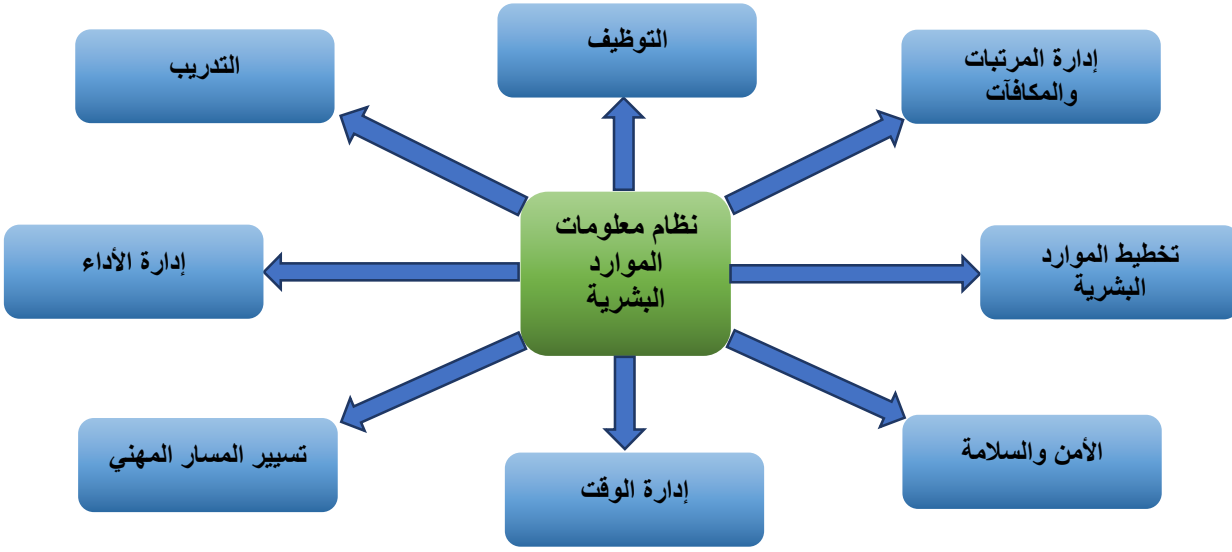 التوظيف
إدارة المرتبات
والمكافآت
التدريب
نظام معلومات
الموارد
البشرية
تخطيط الموارد
البشرية
إدارة الأداء
الأمن والسلامة
تسيير المسار المهني
إدارة الوقت